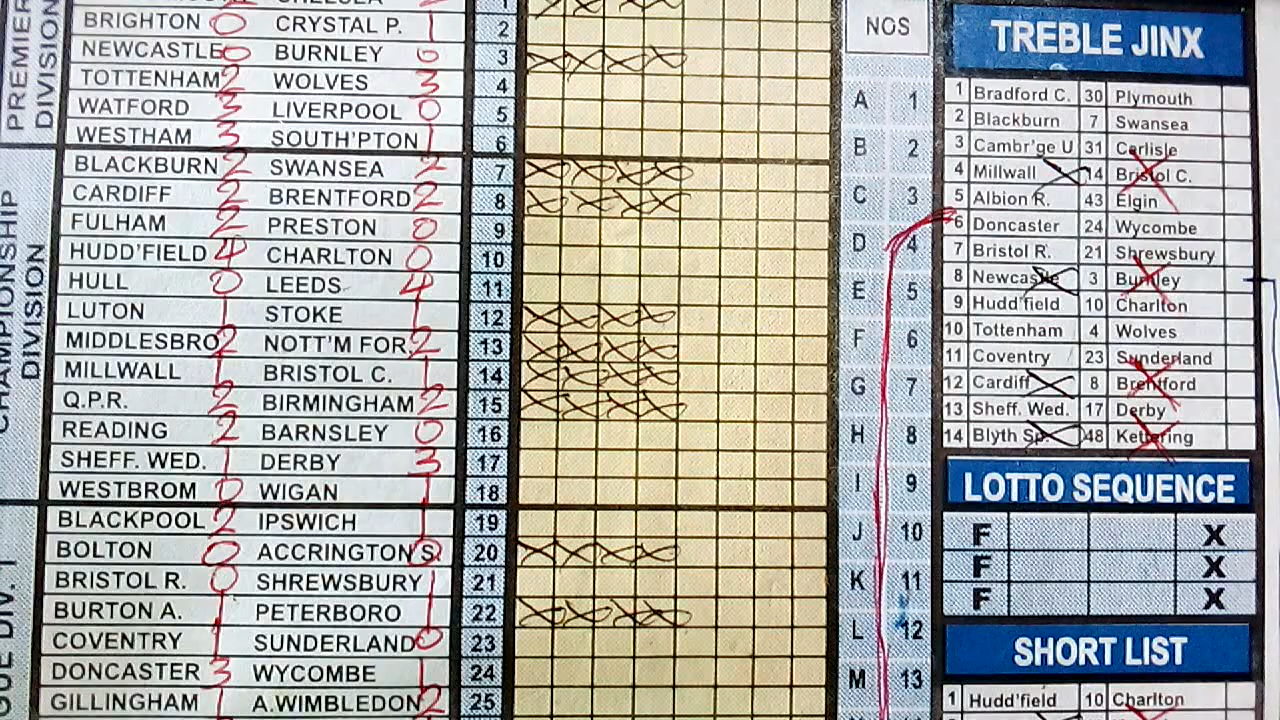 PREMIER DIVISION
1
BRIGHTON 0 CRYSTAL P. 1 2
NEWCASTLE 0 BURNLEY 0 3
TOTTENHAM 2 WOLVES 3 4
WATFORD 3 LIVERPOOL 0 5
WESTHAM 3 SOUTH'PTON 1 6
CHAMPIONSHIP DIVISION
BLACKBURN 2 SWANSEA 2 7
CARDIFF 2 BRENTFORD 2 8
FULHAM 2 PRESTON 0 9
HUDD'FIELD 4 CHARLTON 0 10
HULL 0 LEEDS 4 11
LUTON 1 STOKE 1 12
MIDDLESBRO 2 NOTT'M FOR. 2 13
MILLWALL 1 BRISTOL C. 1 14
Q.P.R. 2 BIRMINGHAM 2 15
READING 2 BARNSLEY 0 16
SHEFF. WED. 1 DERBY 3 17
WESTBROM 0 WIGAN 1 18
BLACKPOOL 2 IPSWICH 1 19
BOLTON 0 ACCRINGTON S. 0 20
BRISTOL R. 0 SHREWSBURY 1 21
BURTON A. 1 PETERBORO 1 22
COVENTRY 1 SUNDERLAND 0 23
DONCASTER 3 WYCOMBE 1 24
GILLINGHAM 1 A.WIMBLEDON 2 25
NOS
A 1
B 2
C 3
D 4
E 5
F 6
G 7
H 8
I 9
J 10
K 11
L 12
M 13
TREBLE JINX
1 Bradford C. 30 Plymouth
2 Blackburn 7 Swansea
3 Cambr'ge U 31 Carlisle
4 Millwall 14 Bristol C.
5 Albion R. 43 Elgin
6 Doncaster 24 Wycombe
7 Bristol R. 21 Shrewsbury
8 Newcastle 3 Burnley
9 Hudd'field 10 Charlton
10 Tottenham 4 Wolves
11 Coventry 23 Sunderland
12 Cardiff 8 Brentford
13 Sheff. Wed. 17 Derby
14 Blyth Sp. 48 Kettering
LOTTO SEQUENCE
F X
F X
F X
SHORT LIST
1 Hudd'field 10 Charlton